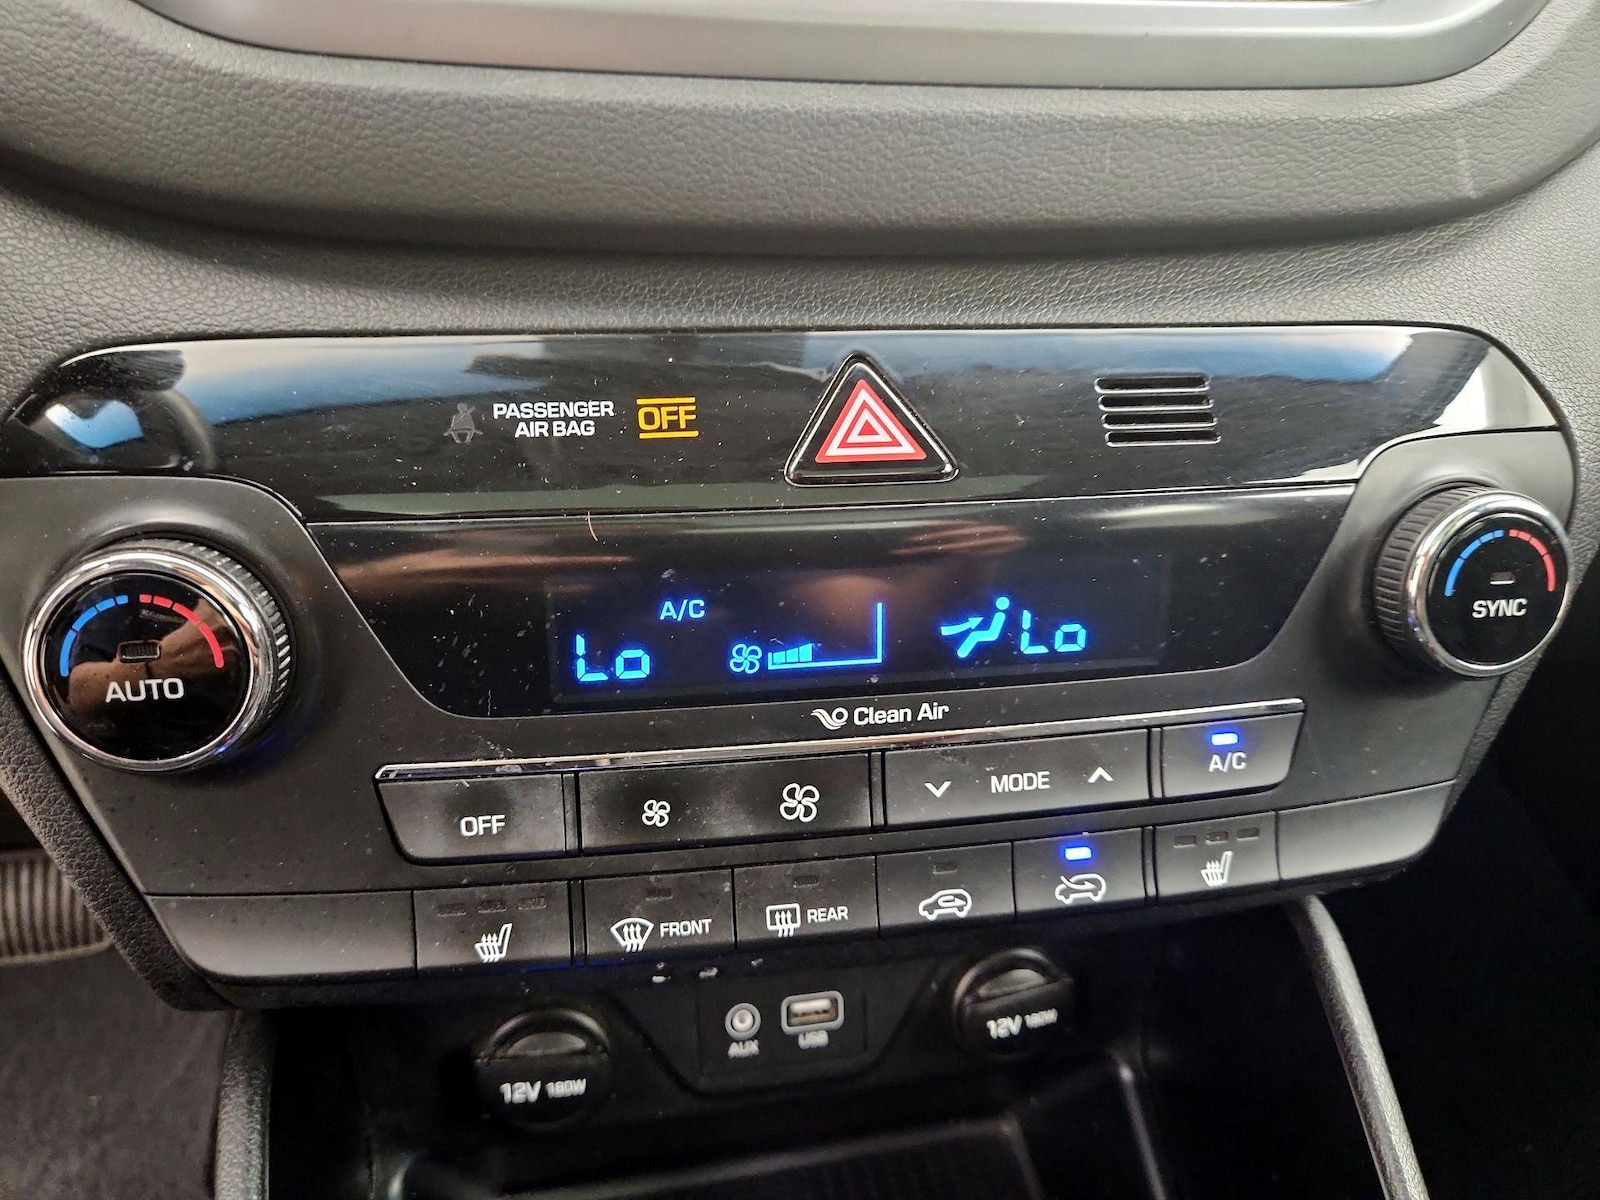 PASSENGER
AIR BAG
OFF
A/C
Lo
Lo
AUTO
SYNC
Clean Air
OFF
MODE
A/C
FRONT
REAR
AUX
USB
12V 180W
12V 180W